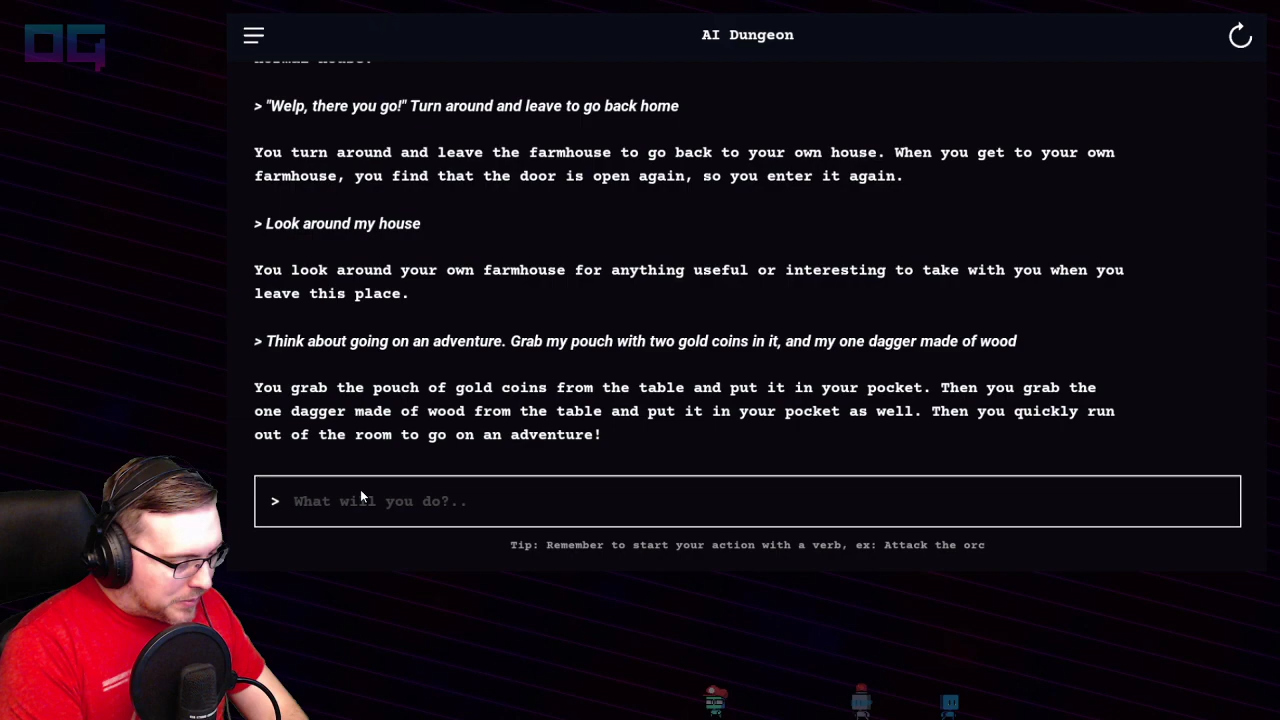 OG
AI Dungeon
> "Welp, there you go!" Turn around and leave to go back home
You turn around and leave the farmhouse to go back to your own house. When you get to your own
farmhouse, you find that the door is open again, so you enter it again.
> Look around my house
You look around your own farmhouse for anything useful or interesting to take with you when you
leave this place.
> Think about going on an adventure. Grab my pouch with two gold coins in it, and my one dagger made of wood
You grab the pouch of gold coins from the table and put it in your pocket. Then you grab the
one dagger made of wood from the table and put it in your pocket as well. Then you quickly run
out of the room to go on an adventure!
> What will you do?..
Tip: Remember to start your action with a verb, ex: Attack the orc